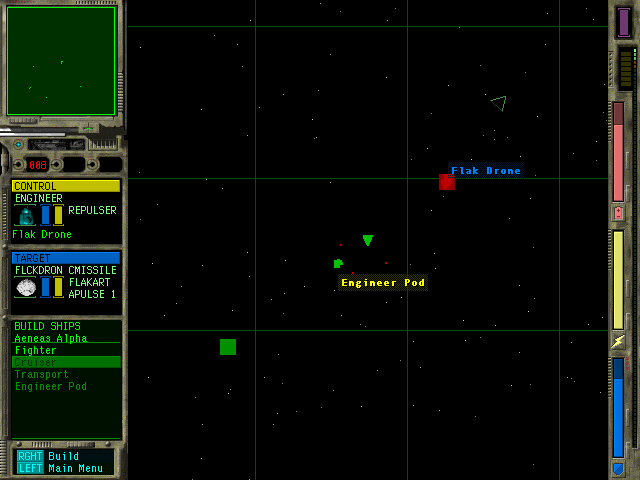 008
CONTROL
ENGINEER
REPULSER
Flak Drone
TARGET
FLCKDRON CMISSILE
FLAKART
APULSE 1
BUILD SHIPS
Aeneas Alpha
Fighter
Cruiser
Transport
Engineer Pod
RGHT Build
LEFT Main Menu
Flak Drone
Engineer Pod